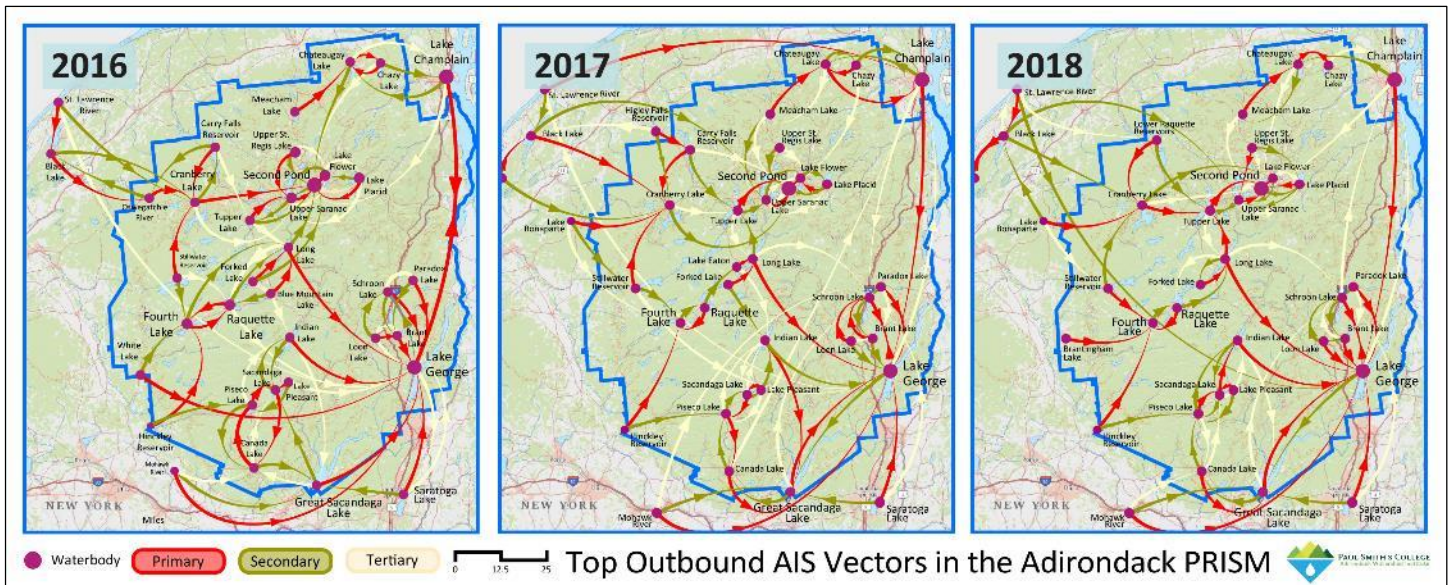 2016
Lake
Champlain
Chateaugay
Lake
Chazy
Lake
St. Lawrence
River
Meacham
Lake
Carry Falls
Reservoir
Upper St.
Regis Lake
Black
Lake
Cranberry
Lake
Second Pond
Lake
Flower
Lake
Placid
Oswegatchie
River
Tupper
Lake
Upper Saranac
Lake
Stillwater
Reservoir
Forked
Lake
Long
Lake
Paradox
Lake
Schroon
Lake
Blue Mountain
Lake
Fourth
Lake
Raquette
Lake
Indian
Lake
Loon
Lake
Brant
Lake
White
Lake
Lake
George
Sacandaga
Lake
Piseco
Lake
Lake
Pleasant
Hinckley
Reservoir
Canada
Lake
Mohawk
River
Great Sacandaga
Lake
Saratoga
Lake
NEW YORK
Miles
2017
Lake
Champlain
Chateaugay
Lake
Chazy
Lake
St. Lawrence River
Higley Falls
Reservoir
Meacham Lake
Black Lake
Carry Falls
Reservoir
Upper St.
Regis Lake
Lake Flower
Second Pond
Lake Placid
Cranberry Lake
Upper Saranac
Lake
Tupper Lake
Lake
Bonaparte
Lake Eaton
Long Lake
Stillwater
Reservoir
Forked Lake
Paradox Lake
Schroon Lake
Fourth
Lake
Raquette
Lake
Indian Lake
Brant Lake
Loon Lake
Lake
George
Sacandaga Lake
Lake Pleasant
Piseco Lake
Hinckley
Reservoir
Canada Lake
NEW YORK
Mohawk
River
Great Sacandaga
Lake
Saratoga
Lake
2018
Lake
Champlain
Chateaugay
Lake
Chazy
Lake
St. Lawrence River
Meacham Lake
Black Lake
Lower Raquette
Reservoirs
Upper St.
Regis Lake
Lake Flower
Second Pond
Lake Placid
Cranberry Lake
Upper Saranac
Lake
Tupper Lake
Lake
Bonaparte
Long Lake
Stillwater
Reservoir
Forked Lake
Paradox Lake
Schroon Lake
Fourth
Lake
Raquette
Lake
Brantingham
Lake
Indian Lake
Brant Lake
Loon Lake
Lake
George
Sacandaga Lake
Lake Pleasant
Piseco Lake
Hinckley
Reservoir
Canada Lake
NEW YORK
Mohawk
River
Great Sacandaga
Lake
Saratoga
Lake
Waterbody
Primary
Secondary
Tertiary
0 12.5 25
Top Outbound AIS Vectors in the Adirondack PRISM
PAUL SMITH'S COLLEGE